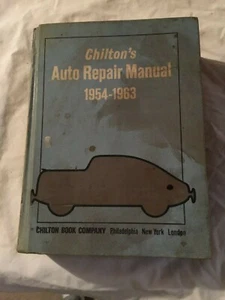 Chilton's
Auto Repair Manual
1954-1963
CHILTON BOOK COMPANY Philadelphia New York London